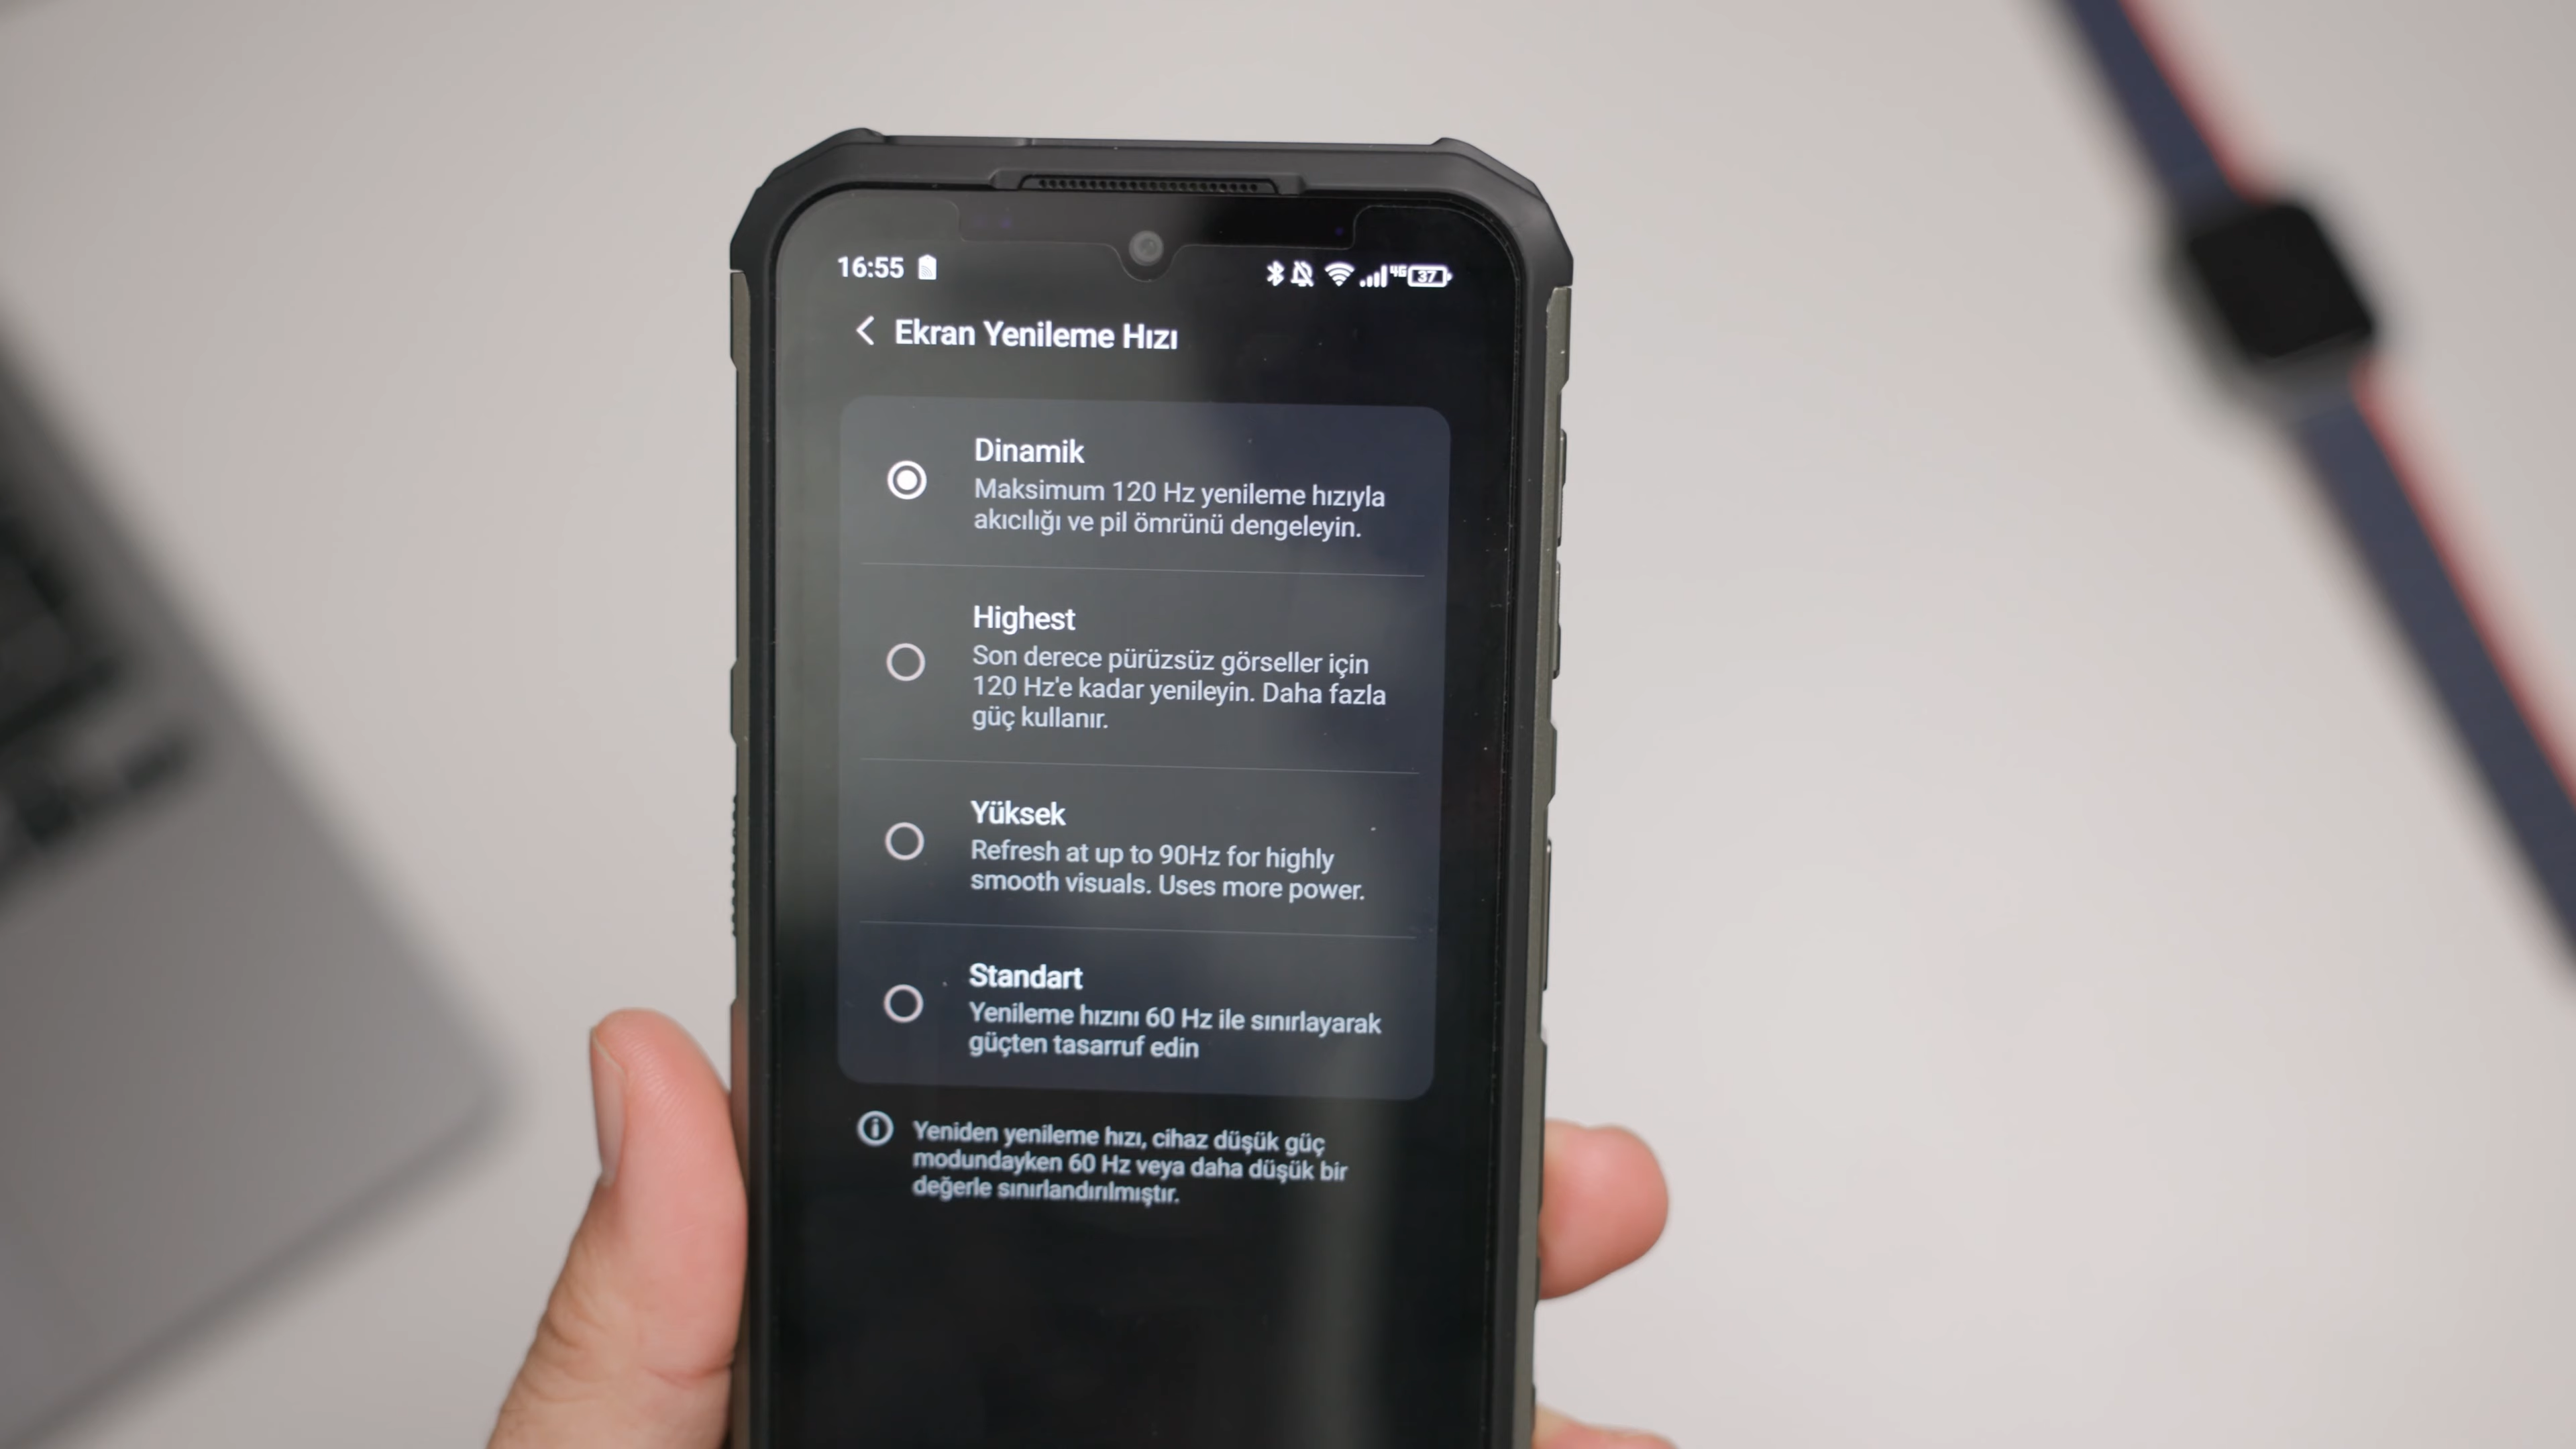 16:55
4G 37
Ekran Yenileme Hızı
Dinamik
Maksimum 120 Hz yenileme hızıyla
akıcılığı ve pil ömrünü dengeleyin.
Highest
Son derece pürüzsüz görseller için
120 Hz'e kadar yenileyin. Daha fazla
güç kullanır.
Yüksek
Refresh at up to 90Hz for highly
smooth visuals. Uses more power.
Standart
Yenileme hızını 60 Hz ile sınırlayarak
güçten tasarruf edin
Yeniden yenileme hızı, cihaz düşük güç
modundayken 60 Hz veya daha düşük bir
değerle sınırlandırılmıştır.